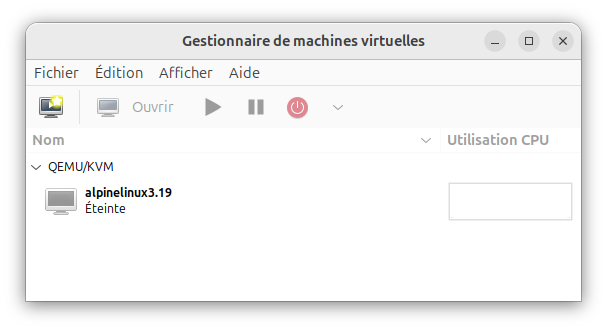 Gestionnaire de machines virtuelles
Fichier Édition Afficher Aide
Ouvrir
Nom Utilisation CPU
QEMU/KVM
alpinelinux3.19
Éteinte